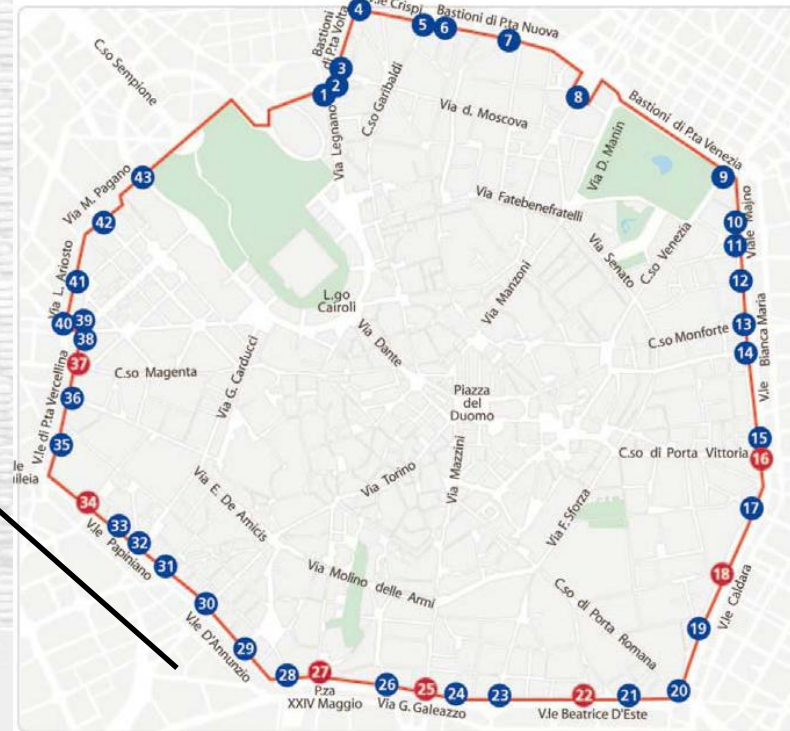 V.le Crispi
Bastioni di P.ta Nuova
Bastioni
di P.ta Volta
4
5
6
7
3
2
1
8
C.so Sempione
C.so Garibaldi
Via Legnano
Via d. Moscova
Via D. Manin
Bastioni di P.ta Venezia
9
43
Via M. Pagano
Via Fatebenefratelli
42
10
Viale Majno
11
Via Senato
C.so Venezia
41
Via L. Ariosto
12
L.go
Cairoli
Via Manzoni
40
39
38
13
C.so Monforte
14
V.le Bianca Maria
Via Dante
37
C.so Magenta
Via G. Carducci
36
V.le di P.ta Vercellina
Piazza
del
Duomo
35
15
C.so di Porta Vittoria
16
le
ileia
Via Torino
Via Mazzini
34
Via E. De Amicis
Via F. Sforza
17
33
32
V.le Papiniano
31
Via Molino delle Armi
18
V.le Caldara
30
C.so di Porta Romana
29
V.le D'Annunzio
19
28
27
P.za
XXIV Maggio
26
25
24
23
22
21
20
Via G. Galeazzo
V.le Beatrice D'Este